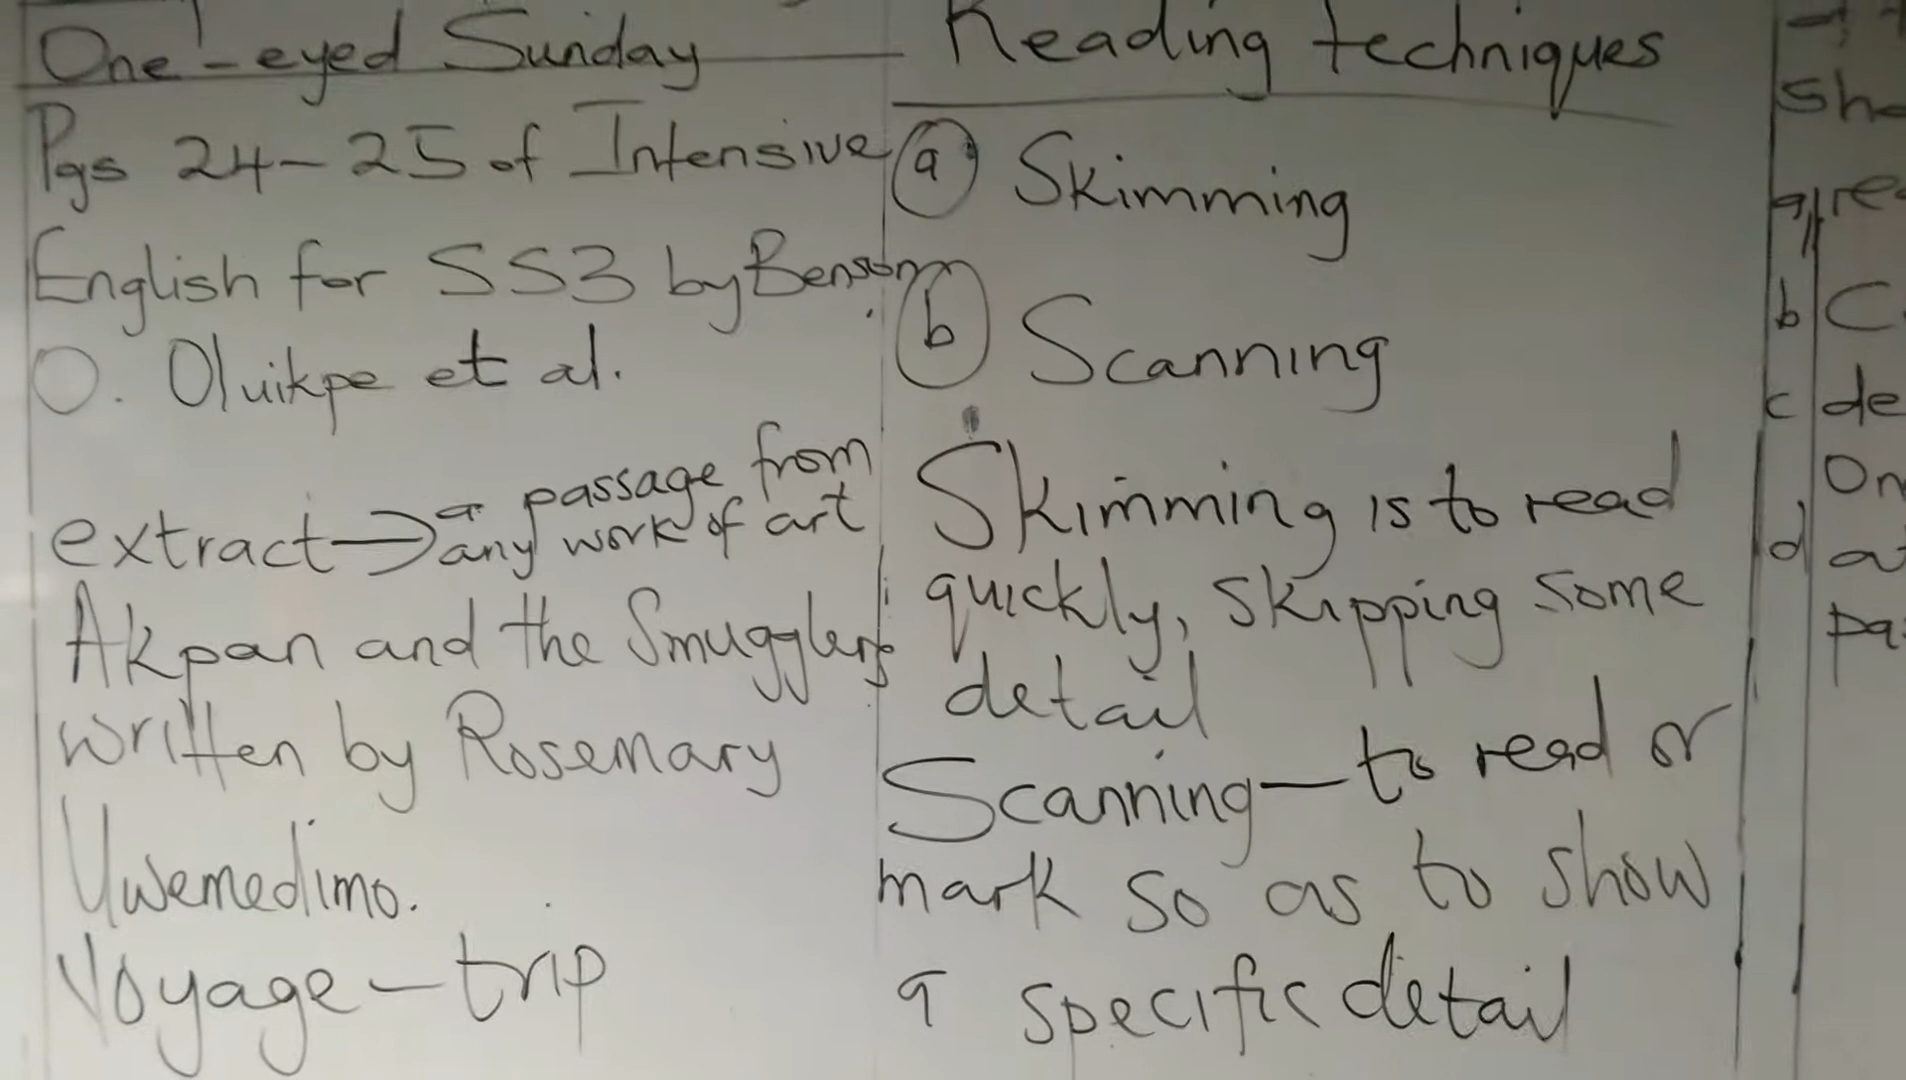 One-eyed Sunday
Pgs 24-25 of Intensive
English for SS3 by Benson
O. Oluikpe et al.
extract → a passage from
any work of art
Akpan and the Smugglers
written by Rosemary
Uwemedimo.
Voyage - trip
Reading techniques
(a) Skimming
(b) Scanning
Skimming is to read
quickly, skipping some
detail
Scanning - to read or
mark so as to show
a specific detail
b
c
d